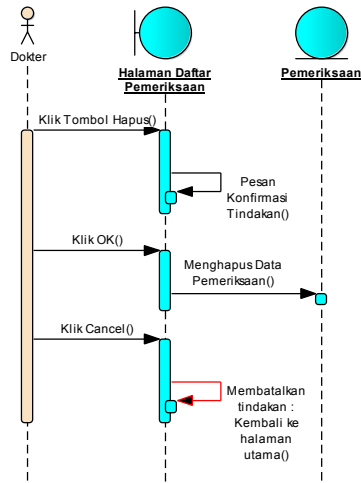 Dokter
Halaman Daftar
Pemeriksaan
Pemeriksaan
Klik Tombol Hapus()
Pesan
Konfirmasi
Tindakan()
Klik OK()
Menghapus Data
Pemeriksaan()
Klik Cancel()
Membatalkan
tindakan :
Kembali ke
halaman
utama()